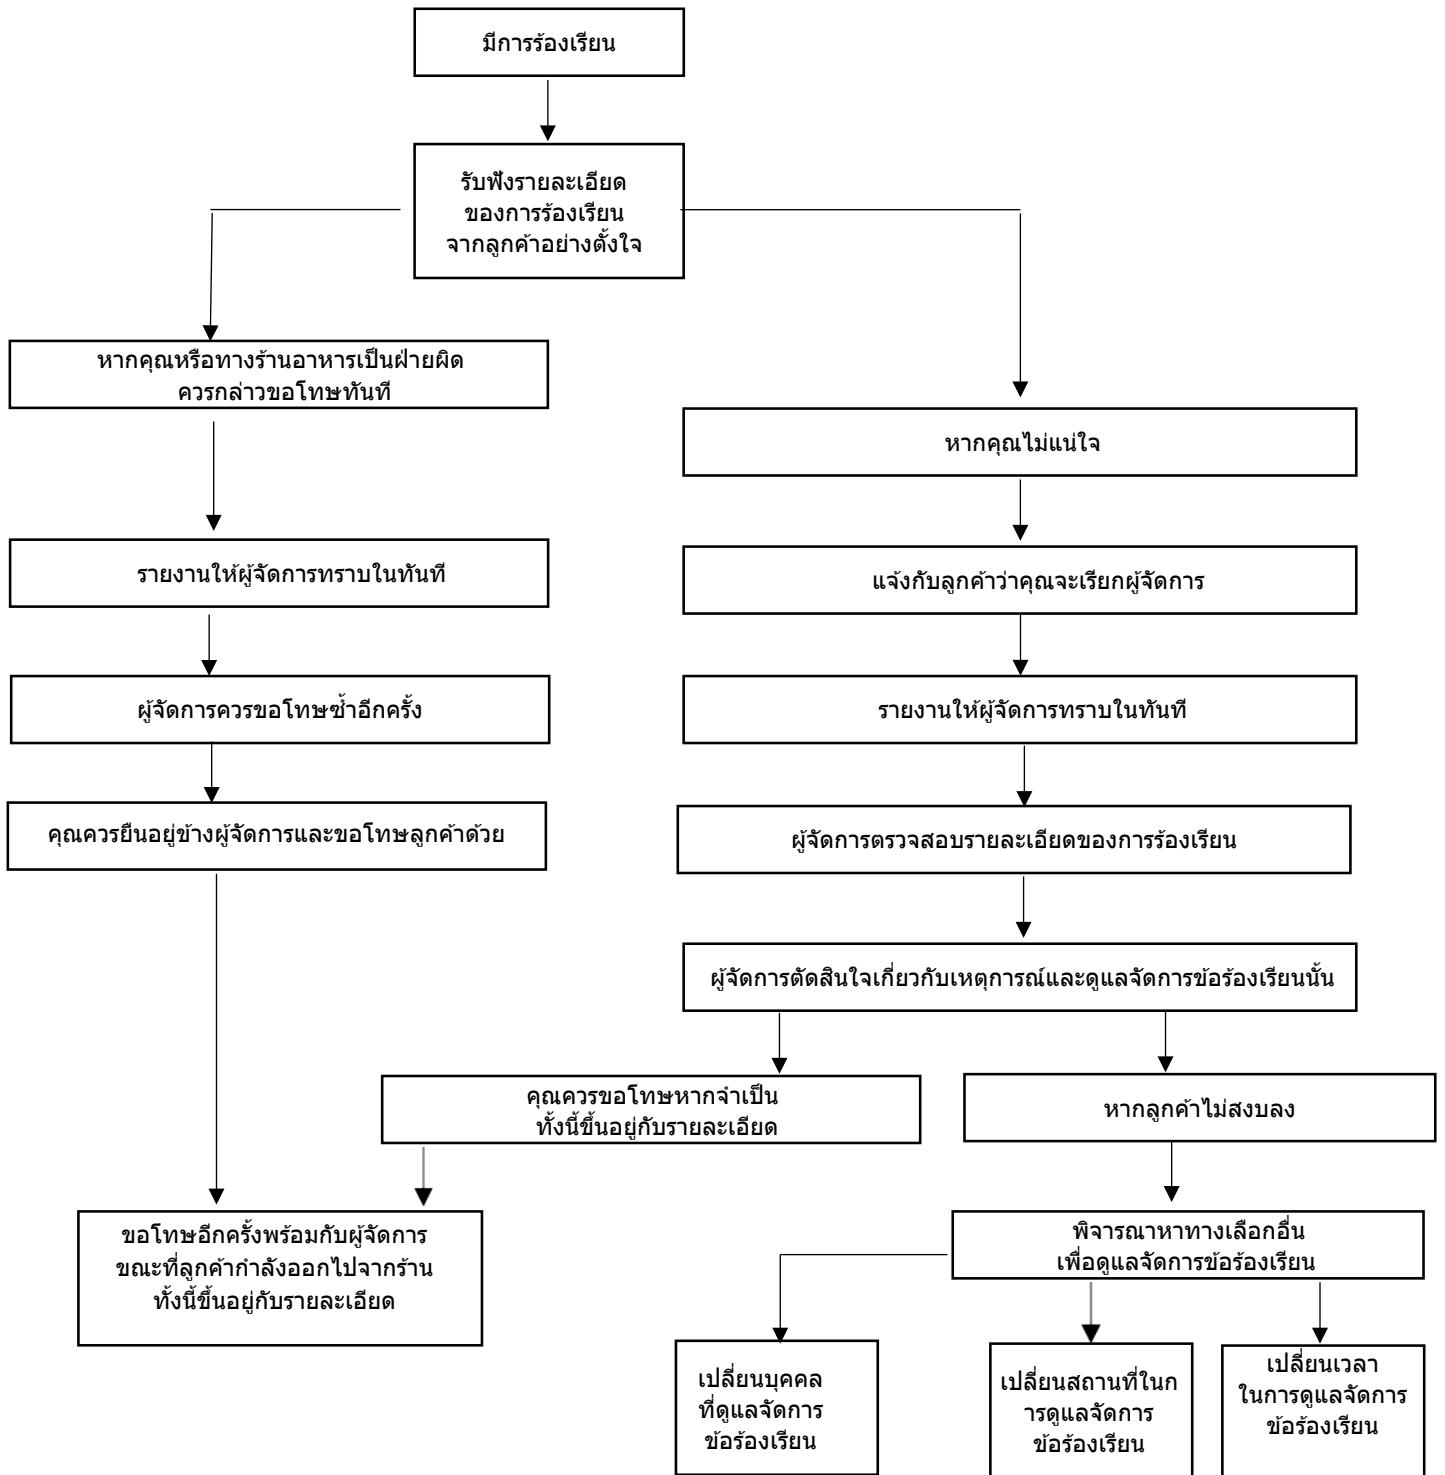 มีการร้องเรียน
รับฟังรายละเอียด
ของการร้องเรียน
จากลูกค้าอย่างตั้งใจ
หากคุณหรือทางร้านอาหารเป็นฝ่ายผิด
ควรกล่าวขอโทษทันที
รายงานให้ผู้จัดการทราบในทันที
ผู้จัดการควรขอโทษซ้ำอีกครั้ง
คุณควรยืนอยู่ข้างผู้จัดการและขอโทษลูกค้าด้วย
หากคุณไม่แน่ใจ
แจ้งกับลูกค้าว่าคุณจะเรียกผู้จัดการ
รายงานให้ผู้จัดการทราบในทันที
ผู้จัดการตรวจสอบรายละเอียดของการร้องเรียน
ผู้จัดการตัดสินใจเกี่ยวกับเหตุการณ์และดูแลจัดการข้อร้องเรียนนั้น
คุณควรขอโทษหากจำเป็น
ทั้งนี้ขึ้นอยู่กับรายละเอียด
หากลูกค้าไม่สงบลง
ขอโทษอีกครั้งพร้อมกับผู้จัดการ
ขณะที่ลูกค้ากำลังออกไปจากร้าน
ทั้งนี้ขึ้นอยู่กับรายละเอียด
พิจารณาหาทางเลือกอื่น
เพื่อดูแลจัดการข้อร้องเรียน
เปลี่ยนบุคคล
ที่ดูแลจัดการ
ข้อร้องเรียน
เปลี่ยนสถานที่ในก
ารดูแลจัดการ
ข้อร้องเรียน
เปลี่ยนเวลา
ในการดูแลจัดการ
ข้อร้องเรียน